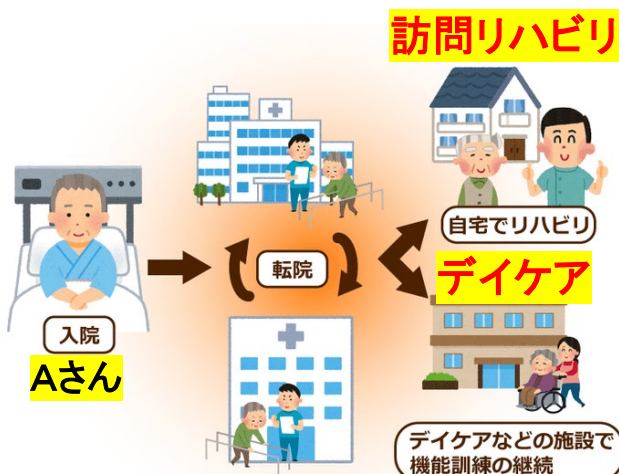 訪問リハビリ
自宅でリハビリ
転院
入院
Aさん
デイケア
デイケアなどの施設で
機能訓練の継続